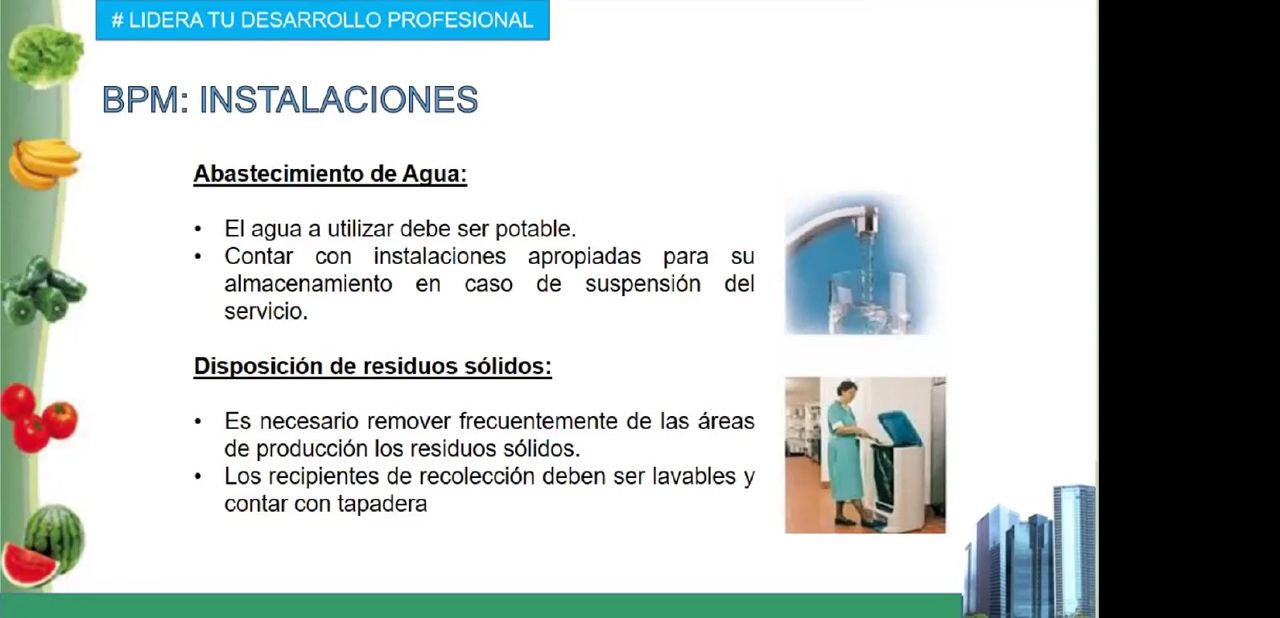 # LIDERA TU DESARROLLO PROFESIONAL
BPM: INSTALACIONES
Abastecimiento de Agua:
• El agua a utilizar debe ser potable.
• Contar con instalaciones apropiadas para su
almacenamiento en caso de suspensión del
servicio.
Disposición de residuos sólidos:
• Es necesario remover frecuentemente de las áreas
de producción los residuos sólidos.
• Los recipientes de recolección deben ser lavables y
contar con tapadera